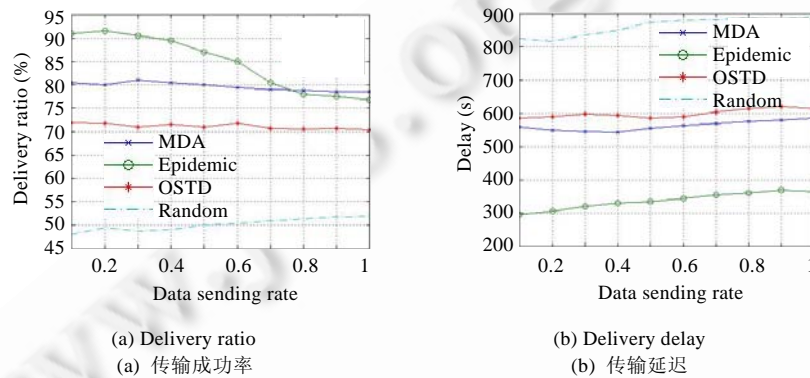 95
90
85
80
75
70
65
60
55
50
45
Delivery ratio (%)
MDA
Epidemic
OSTD
Random
0.2 0.4 0.6 0.8 1
Data sending rate
(a) Delivery ratio
(a) 传输成功率
900
800
700
600
500
400
300
200
Delay (s)
MDA
Epidemic
OSTD
Random
0.2 0.4 0.6 0.8
Data sending rate
(b) Delivery delay
(b) 传输延迟